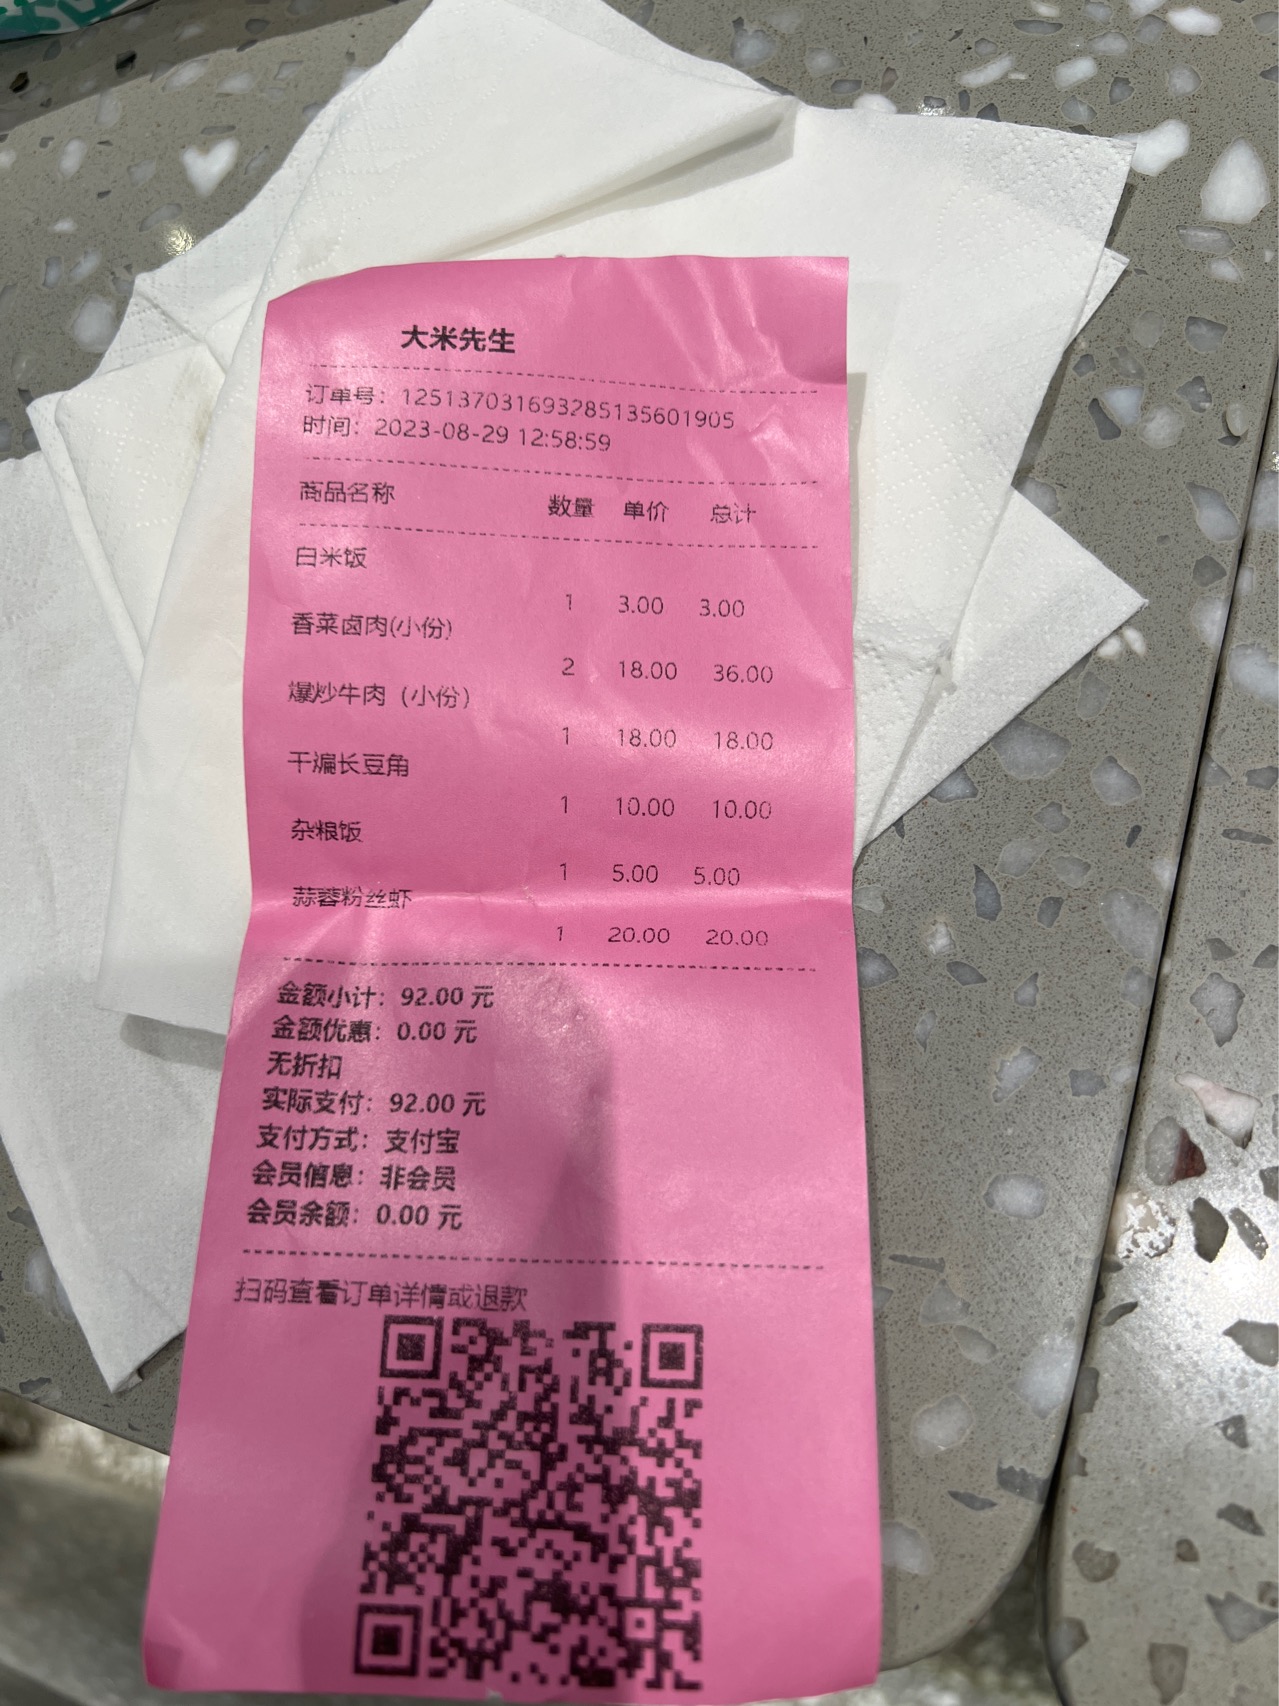 大米先生
订单号：125137031693285135601905
时间：2023-08-29 12:58:59
商品名称 数量 单价 总计
白米饭
1 3.00 3.00
香菜卤肉(小份)
2 18.00 36.00
爆炒牛肉（小份）
1 18.00 18.00
干煸长豆角
1 10.00 10.00
杂粮饭
1 5.00 5.00
蒜蓉粉丝虾
1 20.00 20.00
金额小计：92.00 元
金额优惠：0.00 元
无折扣
实际支付：92.00 元
支付方式：支付宝
会员信息：非会员
会员余额：0.00 元
扫码查看订单详情或退款